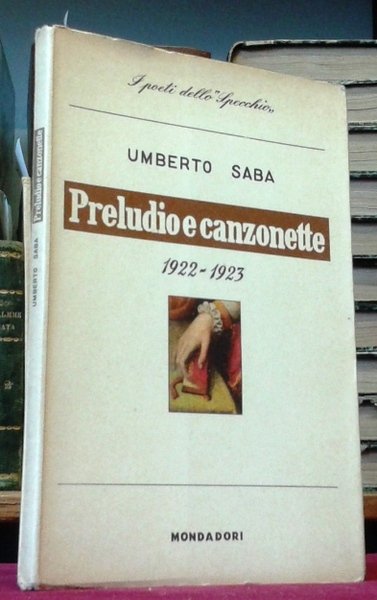 I poeti dello "Specchio"
UMBERTO SABA
Preludio e canzonette
1922-1923
MONDADORI
UMBERTO SABA Preludio e canzonette